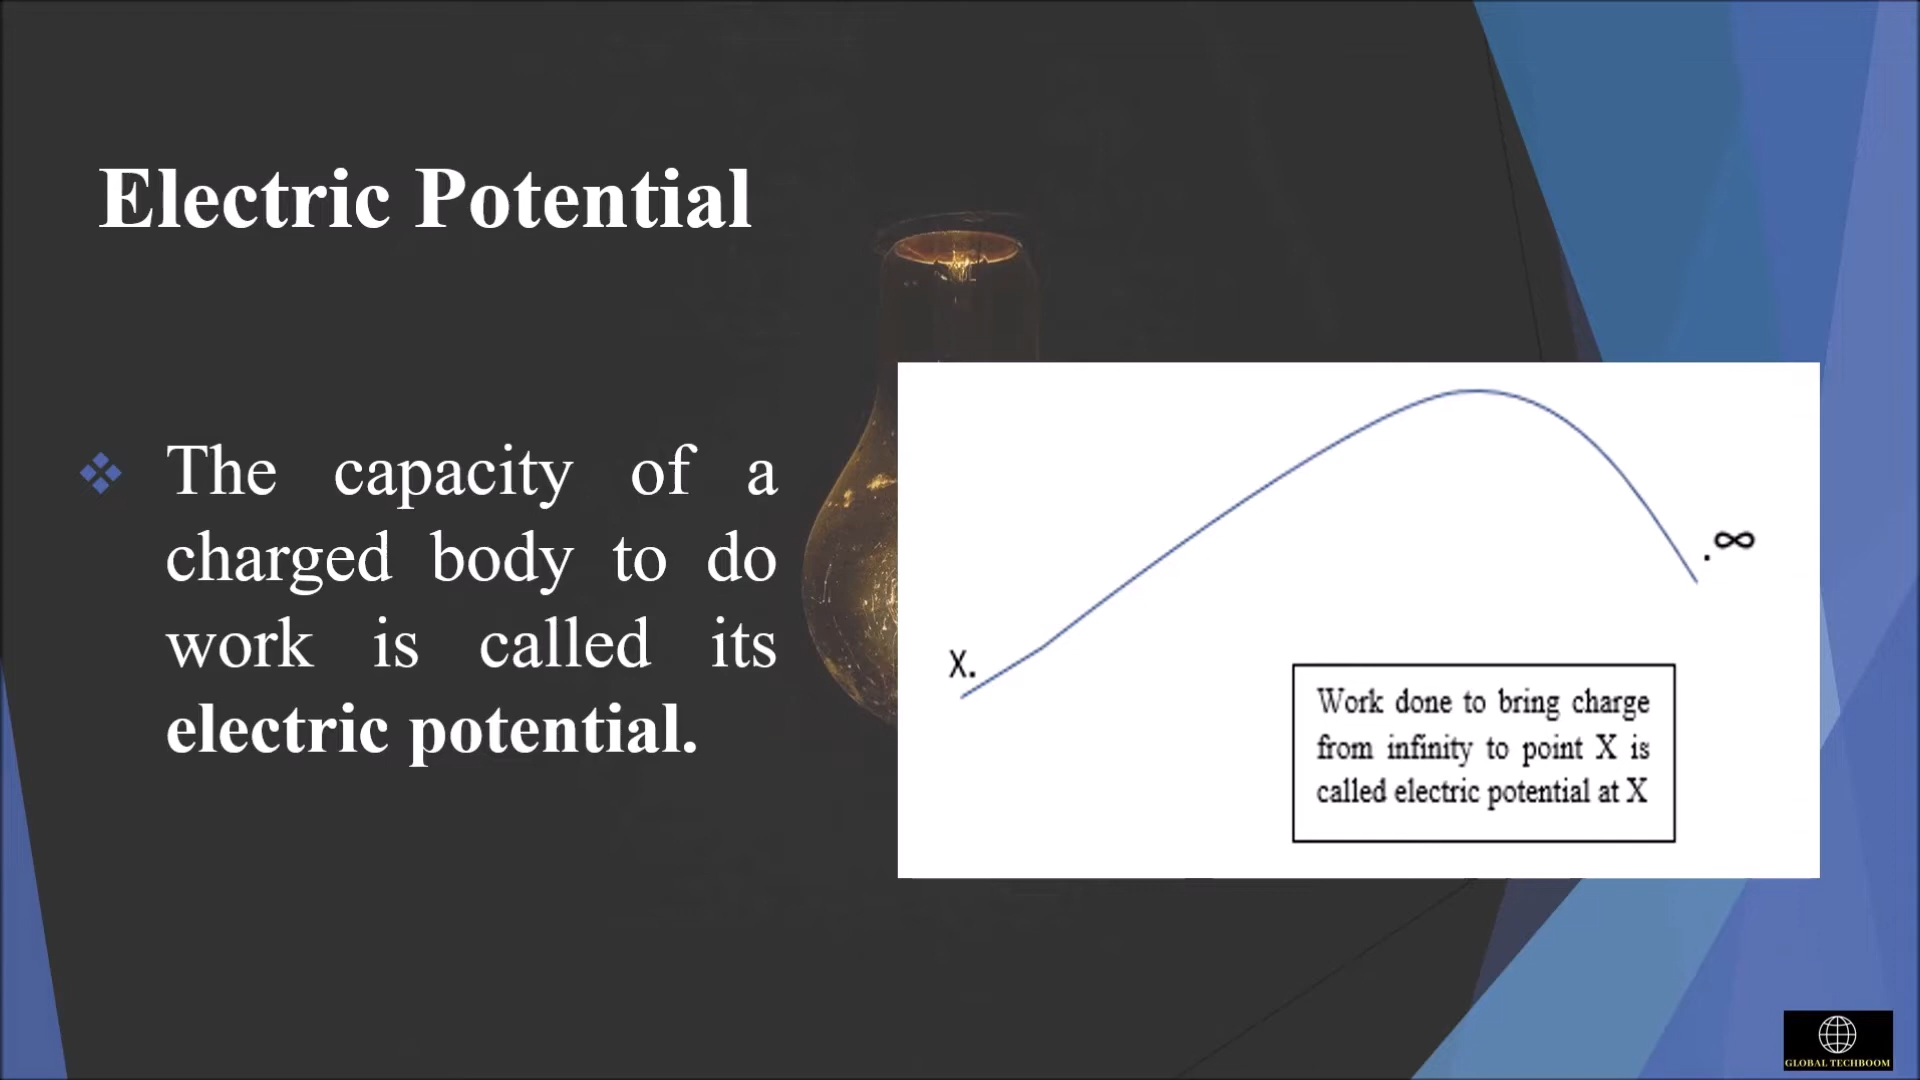 Electric Potential
The capacity of a
charged body to do
work is called its
electric potential.
.∞
X.
Work done to bring charge
from infinity to point X is
called electric potential at X
GLOBAL TECHBOOM